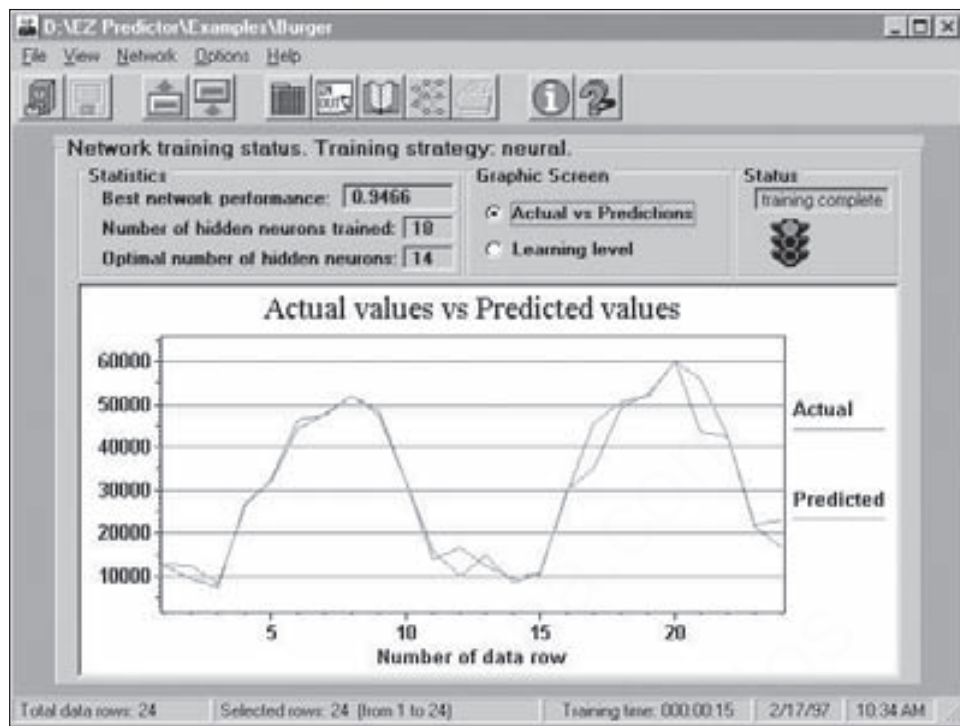 D:\EZ Predictor\Examples\Burger
File View Network Options Help
OUT
Network training status. Training strategy: neural.
Statistics
Best network performance: 0.9466
Number of hidden neurons trained: 18
Optimal number of hidden neurons: 14
Graphic Screen
Actual vs Predictions
Learning level
Status
training complete
Actual values vs Predicted values
60000
50000
40000
30000
20000
10000
5 10 15 20
Number of data row
Actual
Predicted
Total data rows: 24 Selected rows: 24 (from 1 to 24) Training time: 000:00:15 2/17/97 10:34 AM